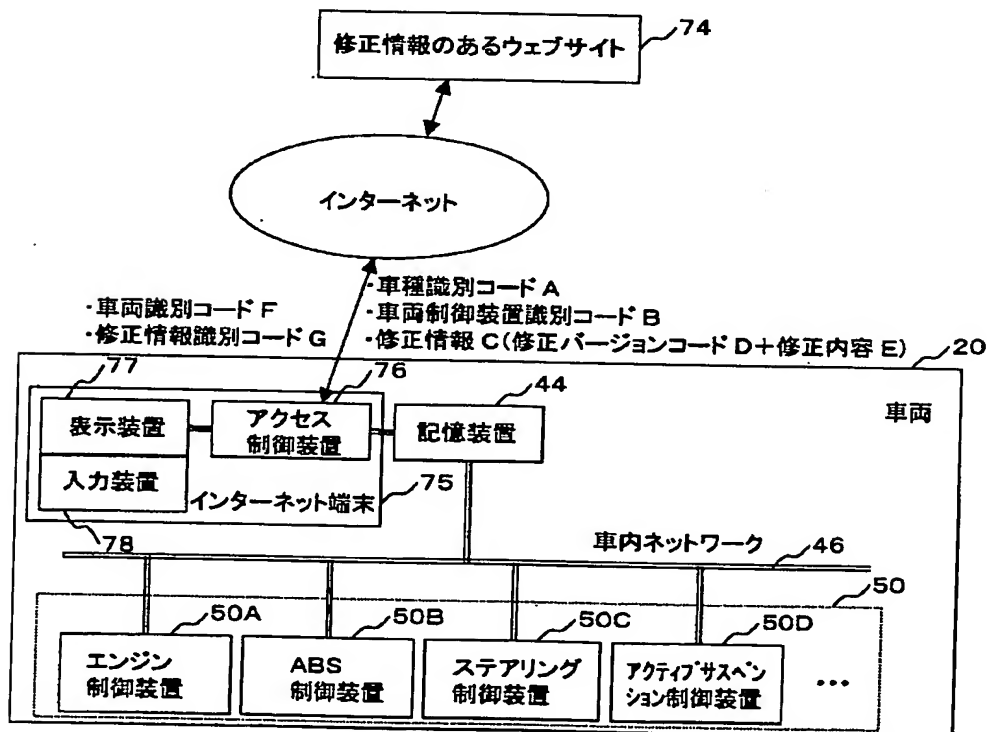 修正情報のあるウェブサイト
74
インターネット
・車種識別コードA
・車両制御装置識別コードB
・修正情報C(修正バージョンコードD+修正内容E)
・車両識別コードF
・修正情報識別コードG
20
車両
77
76
44
表示装置
アクセス
制御装置
記憶装置
入力装置
インターネット端末
75
78
車内ネットワーク
46
50
50A
50B
50C
50D
エンジン
制御装置
ABS
制御装置
ステアリング
制御装置
アクティブサスペン
ション制御装置
...